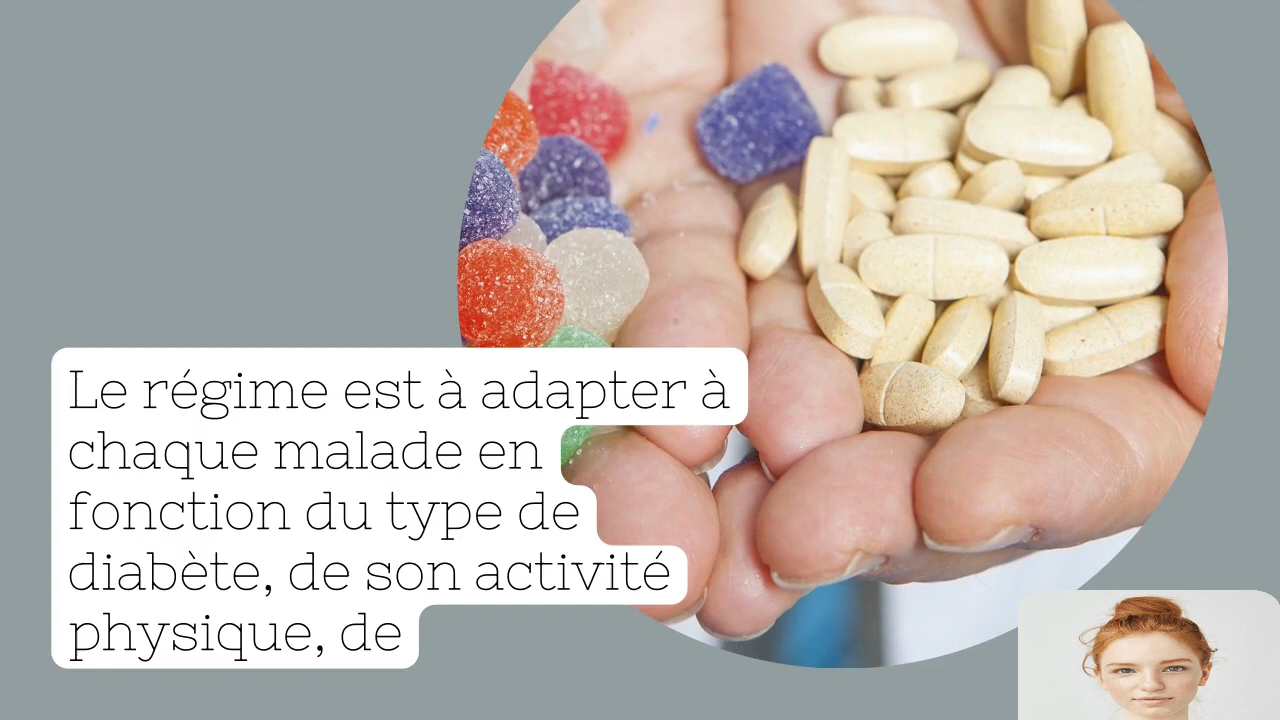 Le régime est à adapter à
chaque malade en
fonction du type de
diabète, de son activité
physique, de